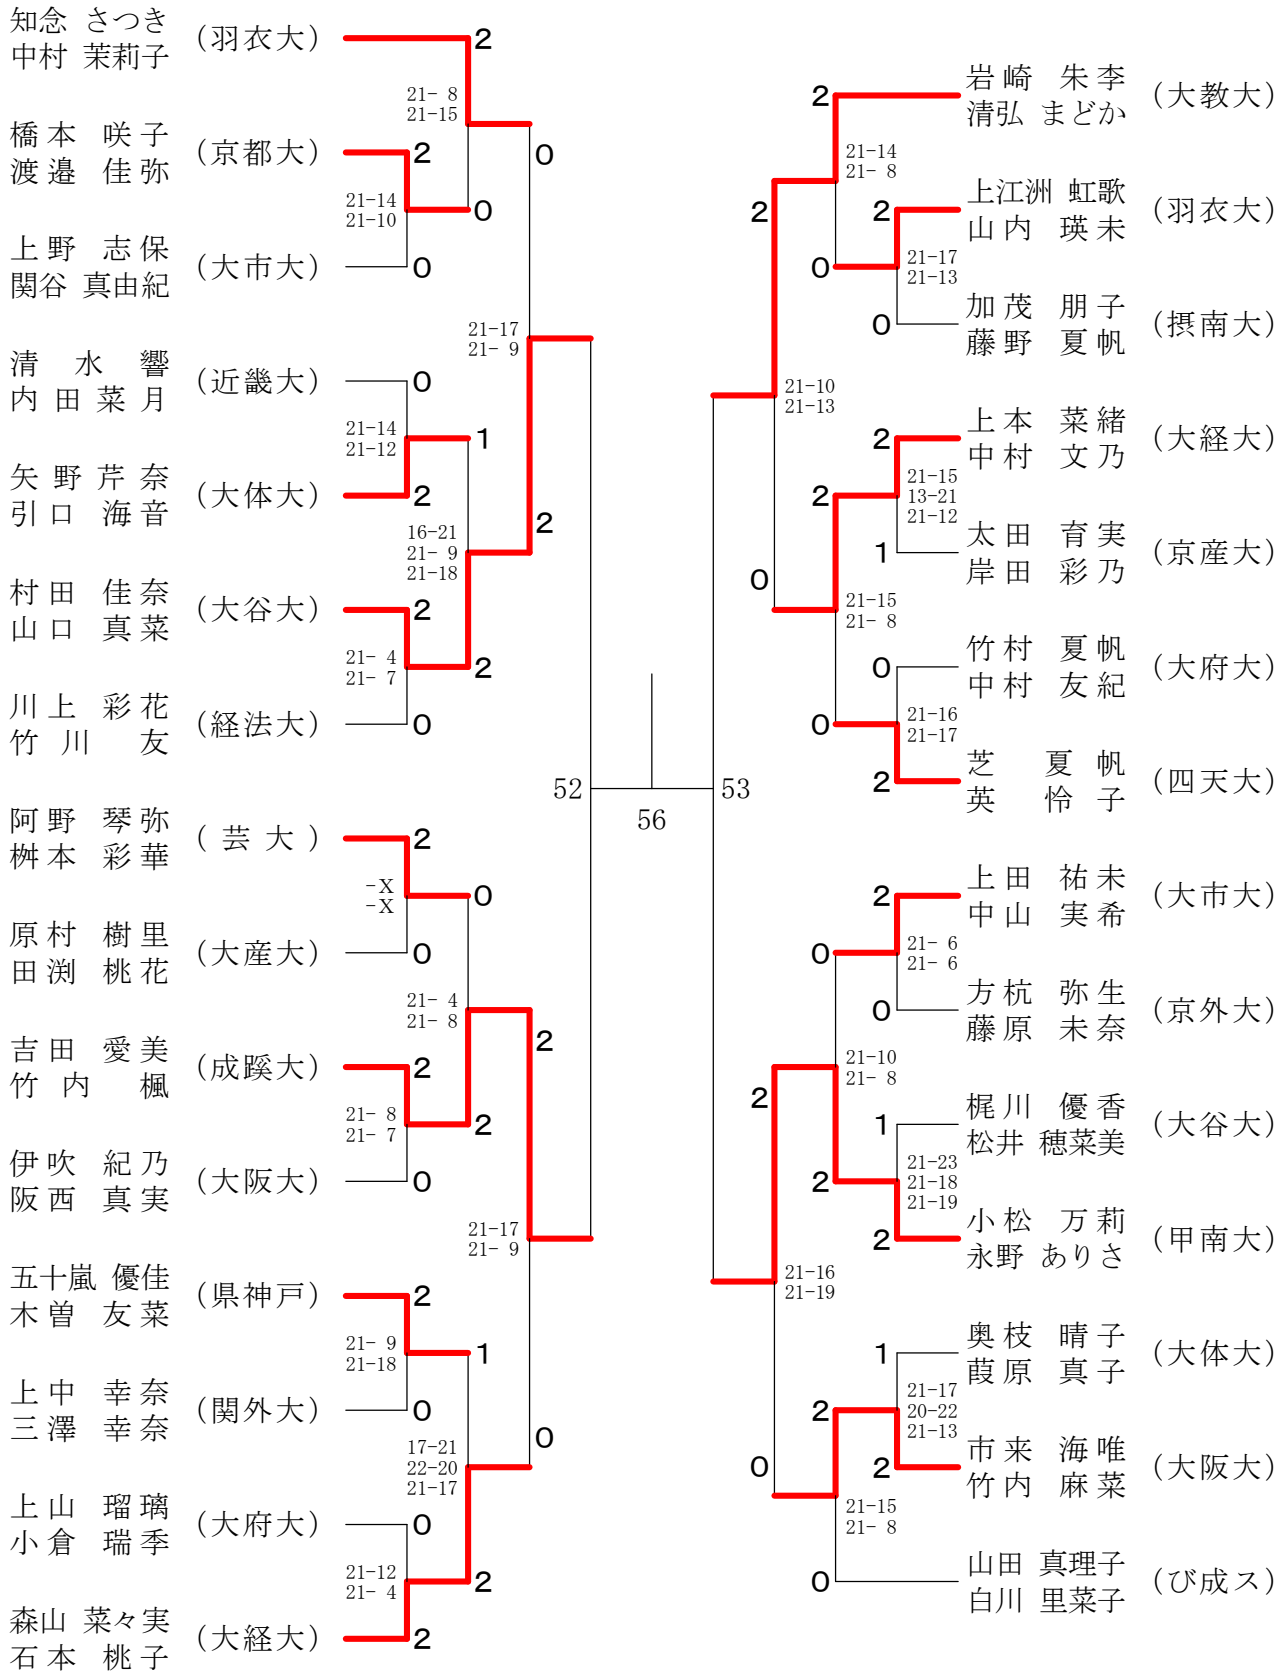 知念 さつき
中村 茉莉子
(羽衣大)
2
21- 8
21-15
橋本 咲子
渡邉 佳弥
(京都大)
2
21-14
21-10
0
上野 志保
関谷 真由紀
(大市大)
0
0
清水 響
内田 菜月
(近畿大)
0
21-14
21-12
1
矢野 芹奈
引口 海音
(大体大)
2
16-21
21- 9
21-18
21-17
21- 9
2
村田 佳奈
山口 真菜
(大谷大)
2
21- 4
21- 7
2
川上 彩花
竹川 友
(経法大)
0
阿野 琴弥
桝本 彩華
(芸大)
2
-X
-X
0
原村 樹里
田渕 桃花
(大産大)
0
21- 4
21- 8
2
吉田 愛美
竹内 楓
(成蹊大)
2
21- 8
21- 7
2
伊吹 紀乃
阪西 真実
(大阪大)
0
21-17
21- 9
五十嵐 優佳
木曽 友菜
(県神戸)
2
21- 9
21-18
1
上中 幸奈
三澤 幸奈
(関外大)
0
17-21
22-20
21-17
0
上山 瑠璃
小倉 瑞季
(大府大)
0
21-12
21- 4
2
森山 菜々実
石本 桃子
(大経大)
2
52
56
53
岩崎 朱李
清弘 まどか
(大教大)
2
21-14
21- 8
2
上江洲 虹歌
山内 瑛未
(羽衣大)
2
21-17
21-13
0
加茂 朋子
藤野 夏帆
(摂南大)
0
21-10
21-13
上本 菜緒
中村 文乃
(大経大)
2
21-15
13-21
21-12
2
太田 育実
岸田 彩乃
(京産大)
1
0
21-15
21- 8
竹村 夏帆
中村 友紀
(大府大)
0
21-16
21-17
0
芝 夏帆
英 怜子
(四天大)
2
上田 祐未
中山 実希
(大市大)
2
21- 6
21- 6
0
方杭 弥生
藤原 未奈
(京外大)
0
21-10
21- 8
2
梶川 優香
松井 穂菜美
(大谷大)
1
21-23
21-18
21-19
2
小松 万莉
永野 ありさ
(甲南大)
2
21-16
21-19
奥枝 晴子
葭原 真子
(大体大)
1
21-17
20-22
21-13
2
市来 海唯
竹内 麻菜
(大阪大)
2
0
21-15
21- 8
山田 真理子
白川 里菜子
(び成ス)
0